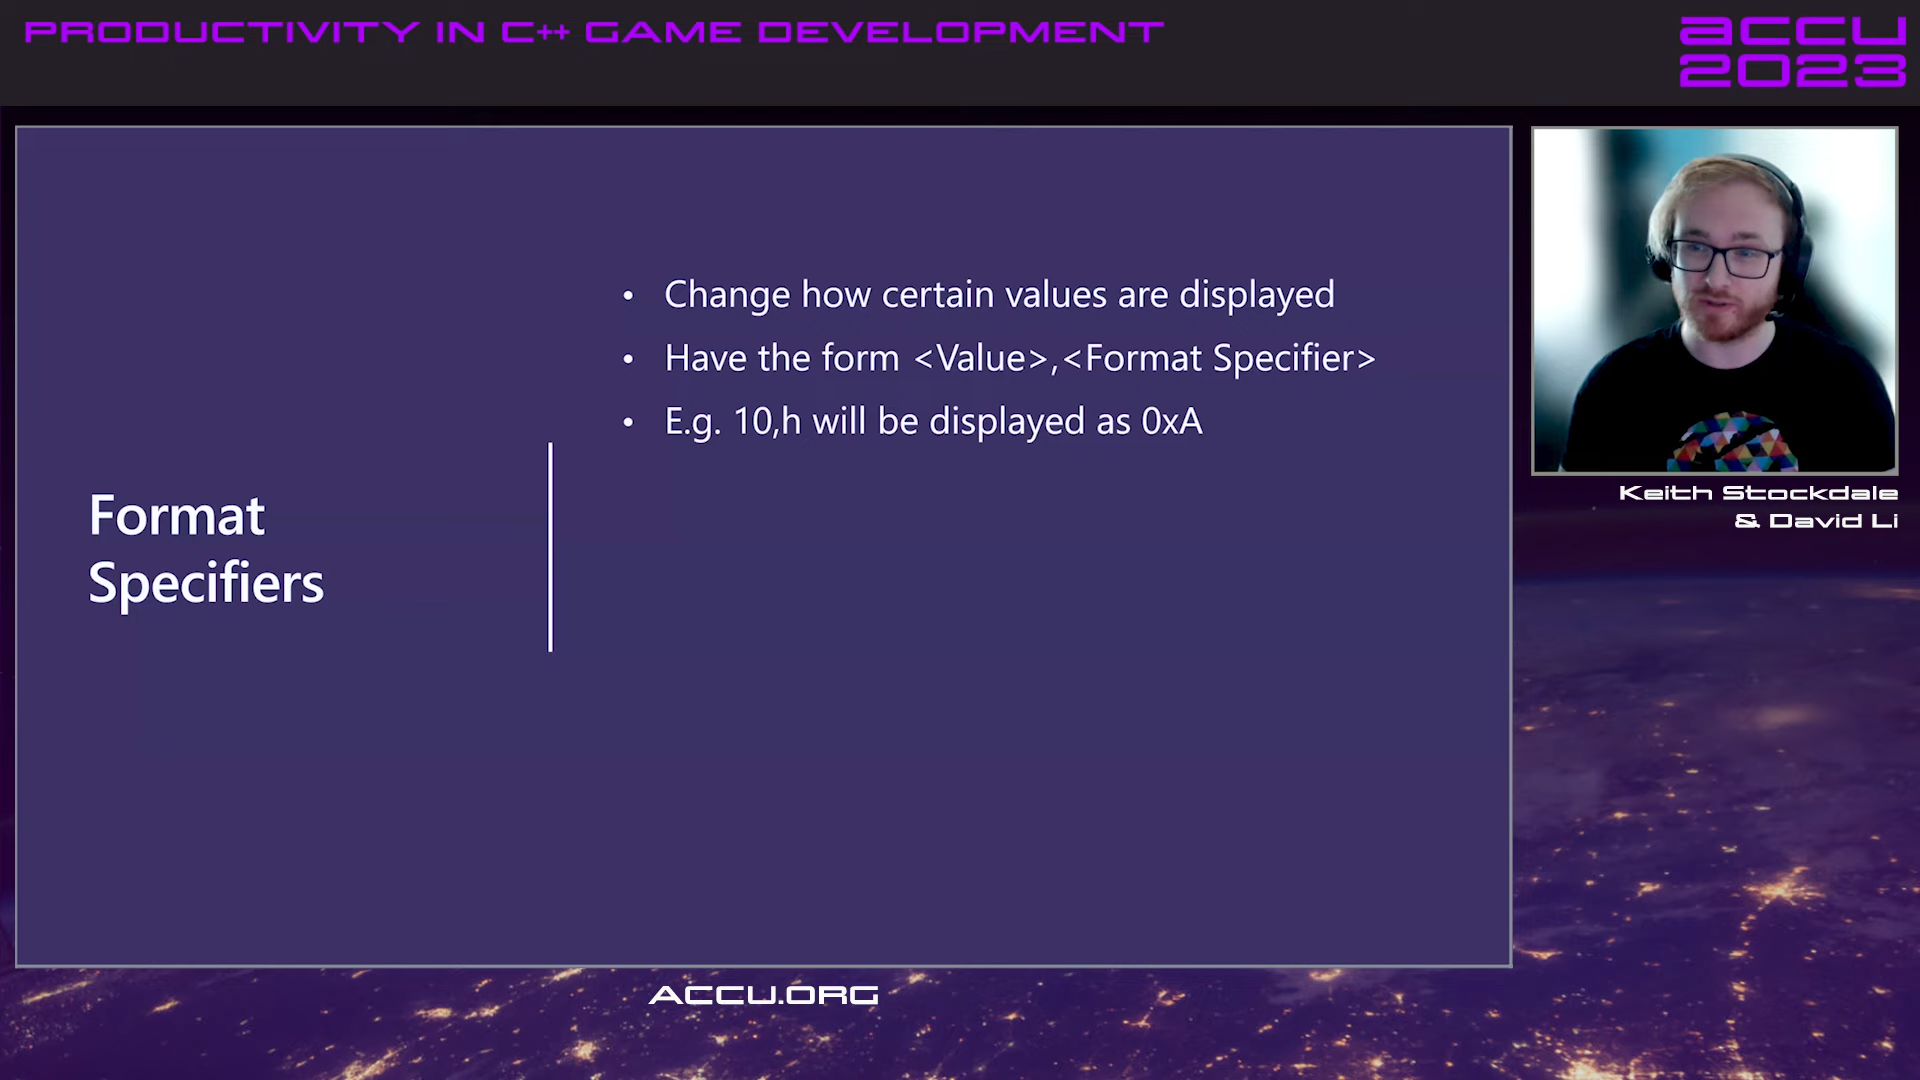 PRODUCTIVITY IN C++ GAME DEVELOPMENT
accu
2023
Format
Specifiers
• Change how certain values are displayed
• Have the form <Value>,<Format Specifier>
• E.g. 10,h will be displayed as 0xA
Keith Stockdale
& David Li
ACCU.ORG